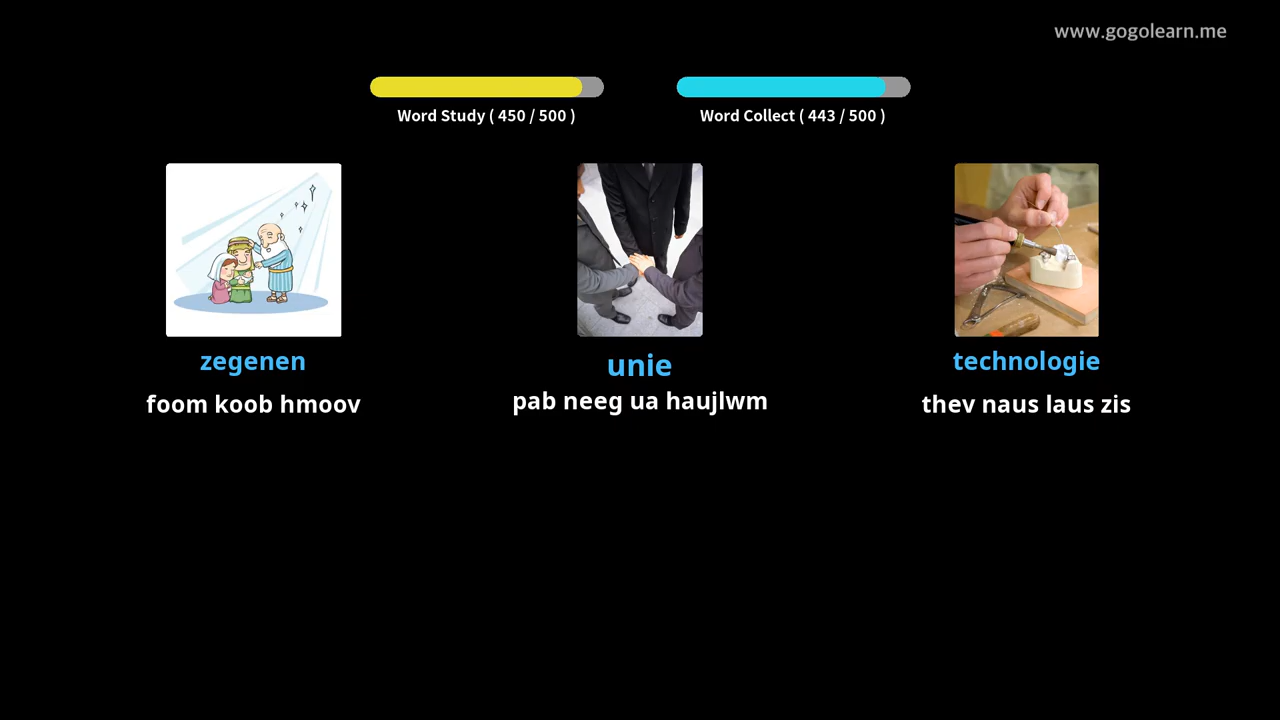 www.gogolearn.me
Word Study ( 450 / 500 )
Word Collect ( 443 / 500 )
zegenen
foom koob hmoov
unie
pab neeg ua haujlwm
technologie
thev naus laus zis